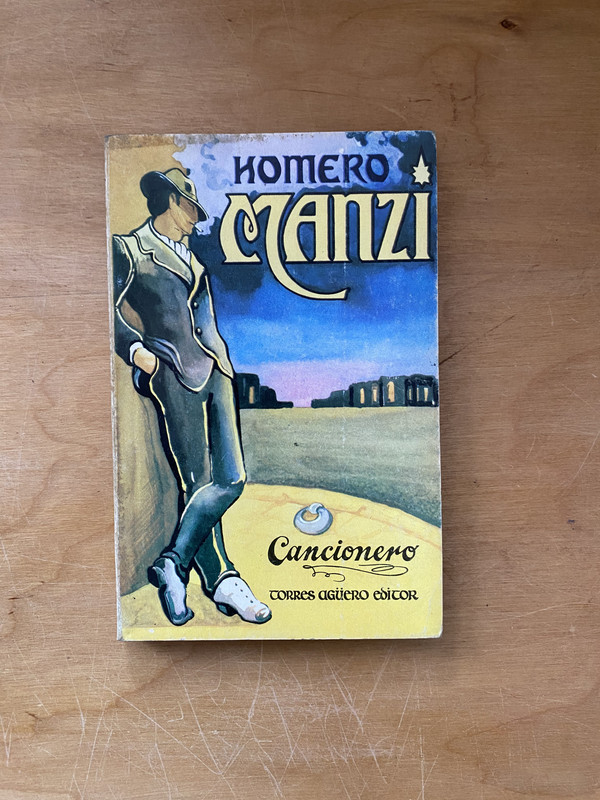 HOMERO
MANZI
Cancionero
TORRES AGÜERO EDITOR